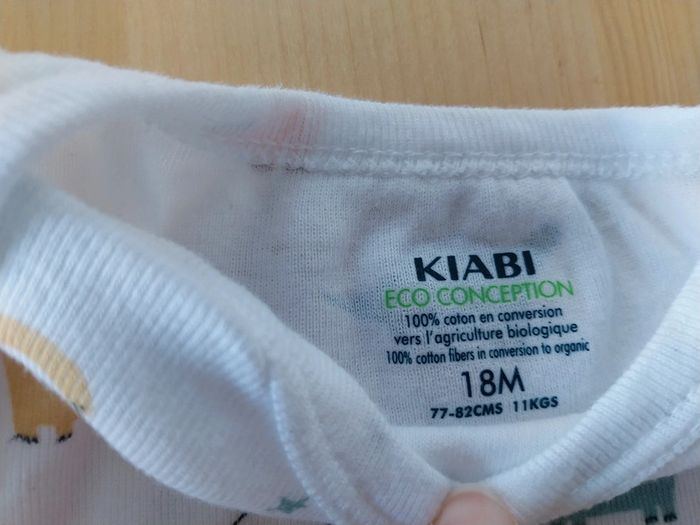 KIABI
ECO CONCEPTION
100% coton en conversion
vers l'agriculture biologique
100% cotton fibers in conversion to organic
18M
77-82CMS 11KGS